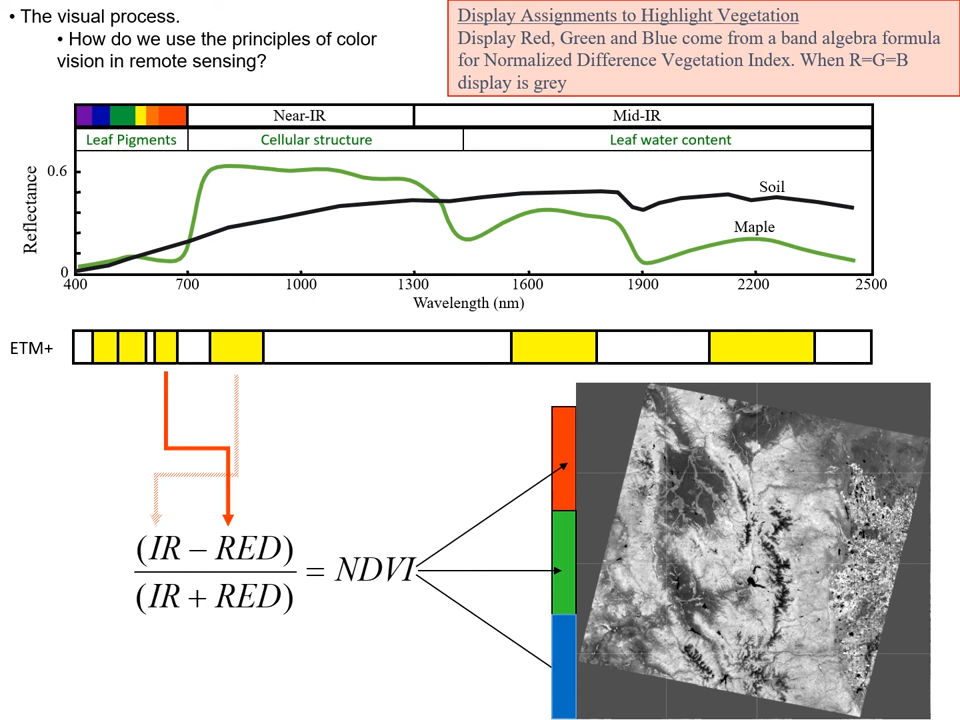 • The visual process.
• How do we use the principles of color
vision in remote sensing?
Display Assignments to Highlight Vegetation
Display Red, Green and Blue come from a band algebra formula
for Normalized Difference Vegetation Index. When R=G=B
display is grey
Near-IR Mid-IR
Leaf Pigments Cellular structure Leaf water content
Reflectance
0.6
0
Soil
Maple
400 700 1000 1300 1600 1900 2200 2500
Wavelength (nm)
ETM+
(IR − RED)
(IR + RED)
= NDVI